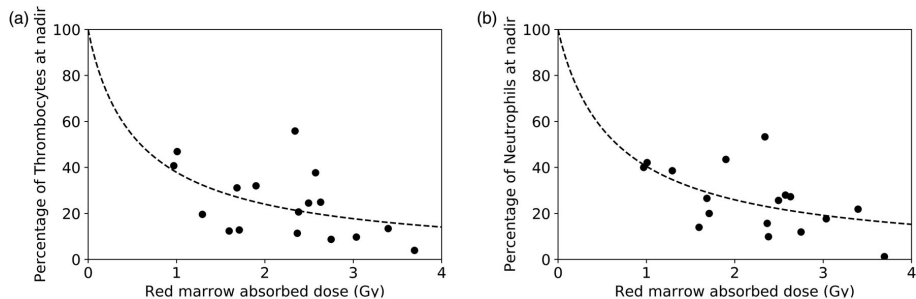 (a)
Percentage of Thrombocytes at nadir
100
80
60
40
20
0
0 1 2 3 4
Red marrow absorbed dose (Gy)
(b)
Percentage of Neutrophils at nadir
100
80
60
40
20
0
0 1 2 3 4
Red marrow absorbed dose (Gy)